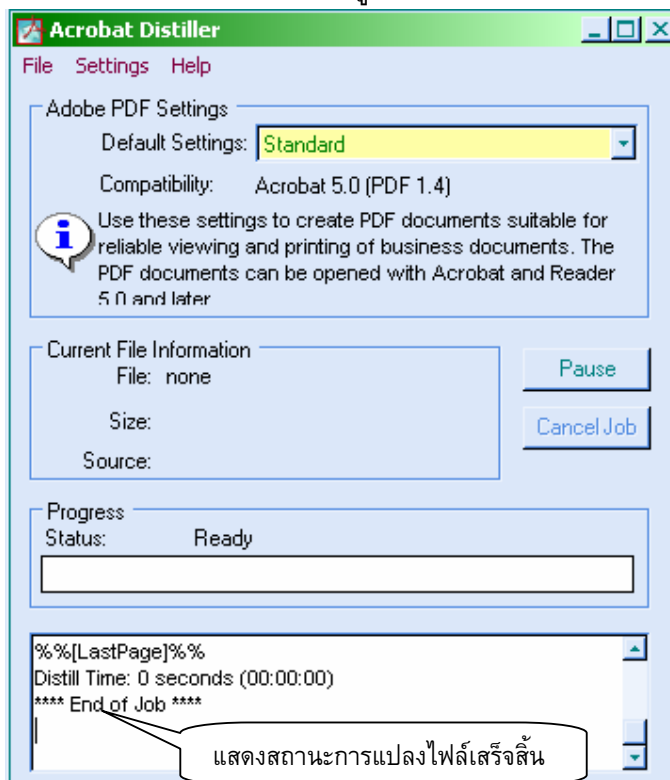 Acrobat Distiller
File Settings Help
Adobe PDF Settings
Default Settings: Standard
Compatibility: Acrobat 5.0 (PDF 1.4)
Use these settings to create PDF documents suitable for
reliable viewing and printing of business documents. The
PDF documents can be opened with Acrobat and Reader
5.0 and later
Current File Information
File: none
Size:
Source:
Pause
Cancel Job
Progress
Status: Ready
%%[LastPage]%%
Distill Time: 0 seconds (00:00:00)
**** End of Job ****
แสดงสถานะการแปลงไฟล์เสร็จสิ้น